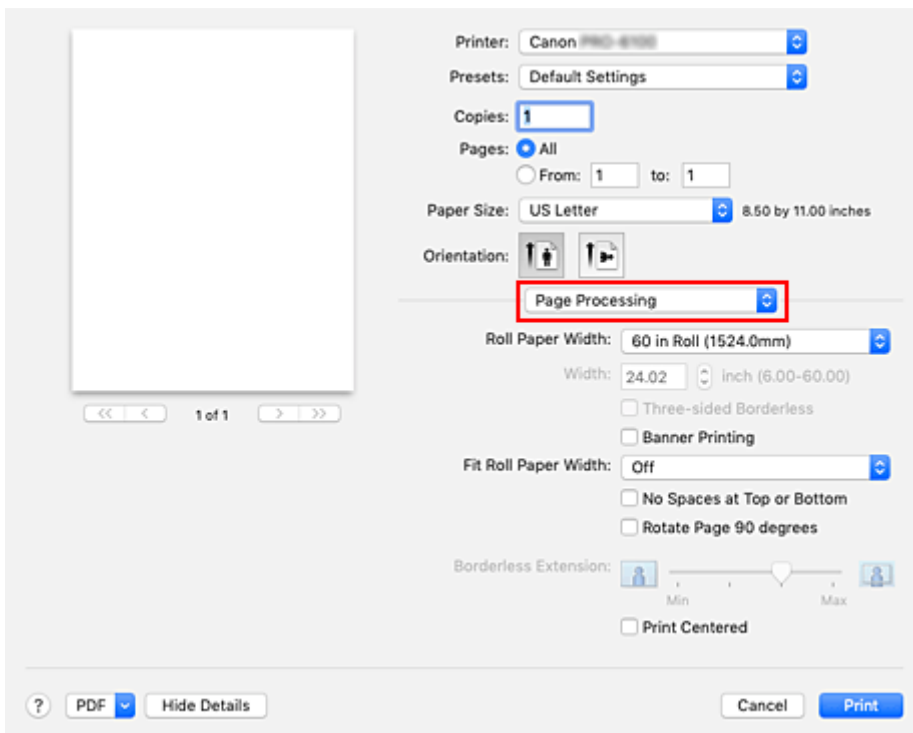 Printer: Canon
Presets: Default Settings
Copies: 1
Pages: All
From: 1 to: 1
Paper Size: US Letter 8.50 by 11.00 inches
Orientation:
Page Processing
Roll Paper Width: 60 in Roll (1524.0mm)
Width: 24.02 inch (6.00-60.00)
Three-sided Borderless
Banner Printing
Fit Roll Paper Width: Off
No Spaces at Top or Bottom
Rotate Page 90 degrees
Borderless Extension:
Min Max
Print Centered
<< < 1 of 1 > >>
? PDF Hide Details Cancel Print